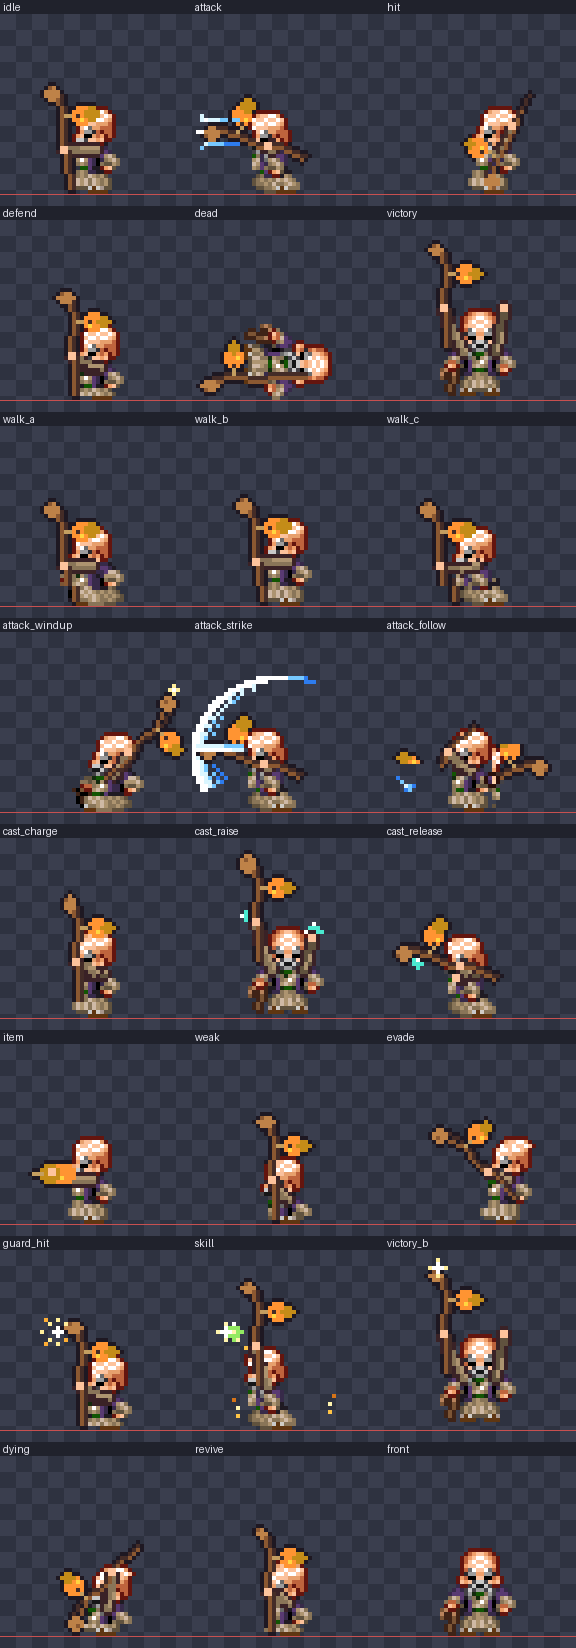 idle attack hit
defend dead victory
walk_a walk_b walk_c
attack_windup attack_strike attack_follow
cast_charge cast_raise cast_release
item weak evade
guard_hit skill victory_b
dying revive front